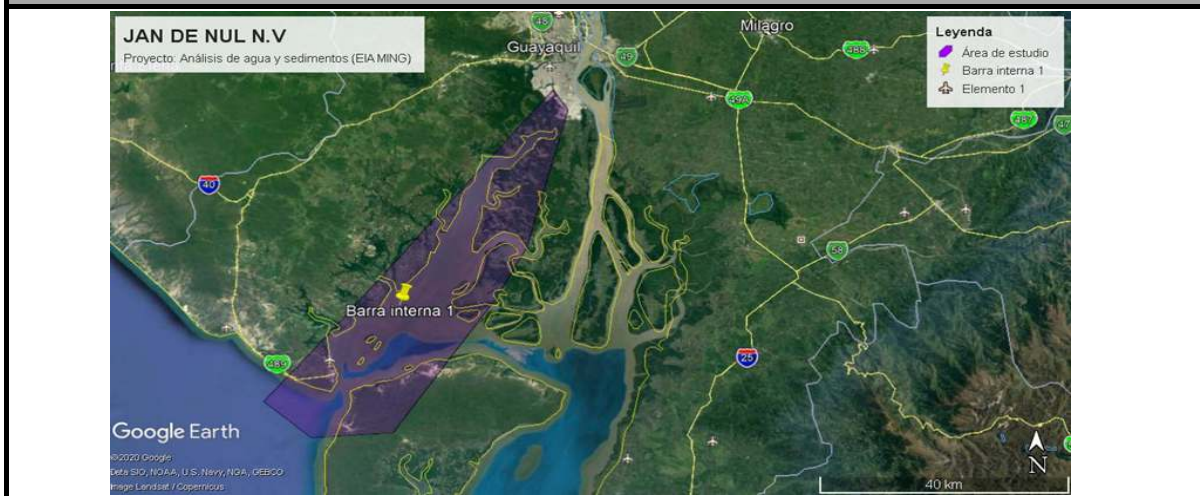 JAN DE NUL N.V
Proyecto: Análisis de agua y sedimentos (EIA MING)
Leyenda
Área de estudio
Barra interna 1
Elemento 1
48
Guayaquil
49
Milagro
488
49A
487
40
58
Barra interna 1
489
25
Google Earth
©2020 Google
Data SIO, NOAA, U.S. Navy, NGA, GEBCO
Image Landsat / Copernicus
N
40 km